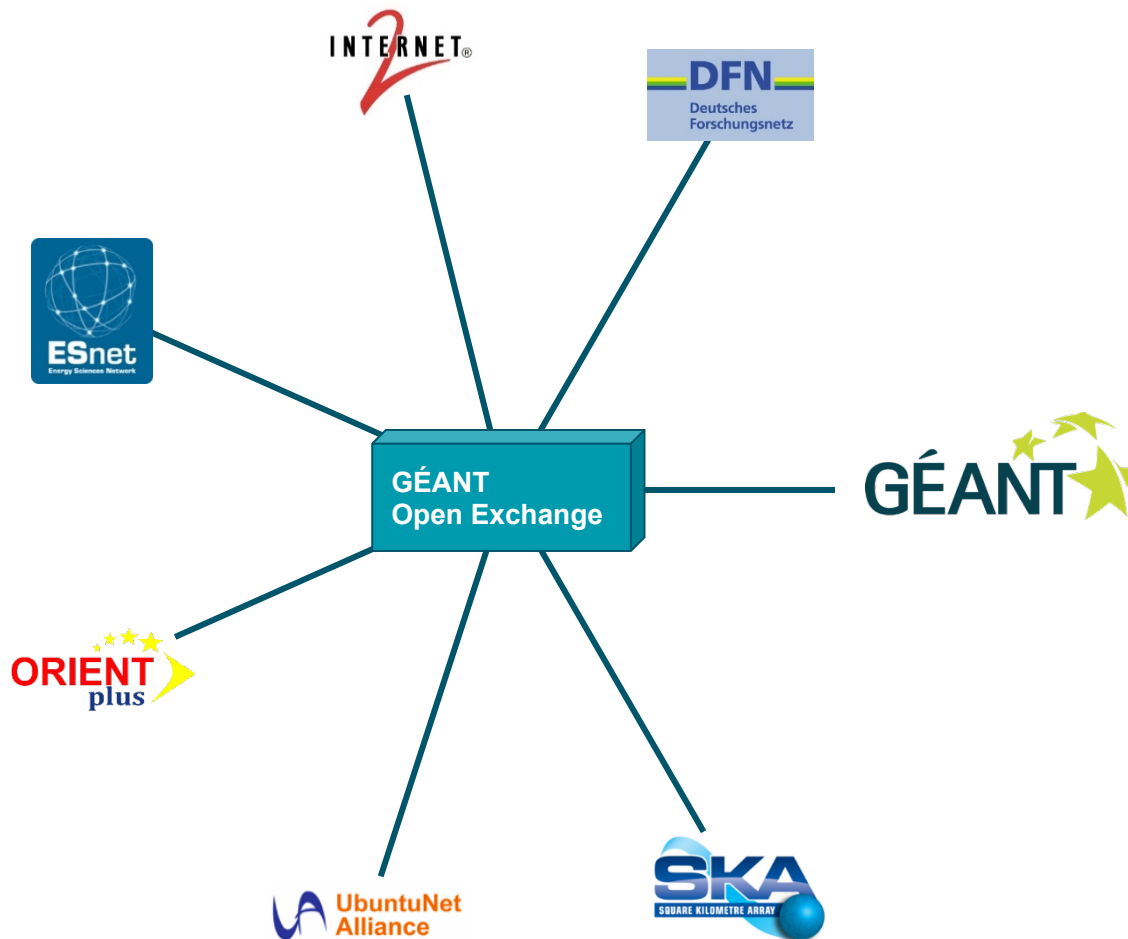 INTERNET®
2
DFN
Deutsches
Forschungsnetz
ESnet
Energy Sciences Network
GÉANT
Open Exchange
GÉANT
ORIENT
plus
SKA
SQUARE KILOMETRE ARRAY
UbuntuNet
Alliance